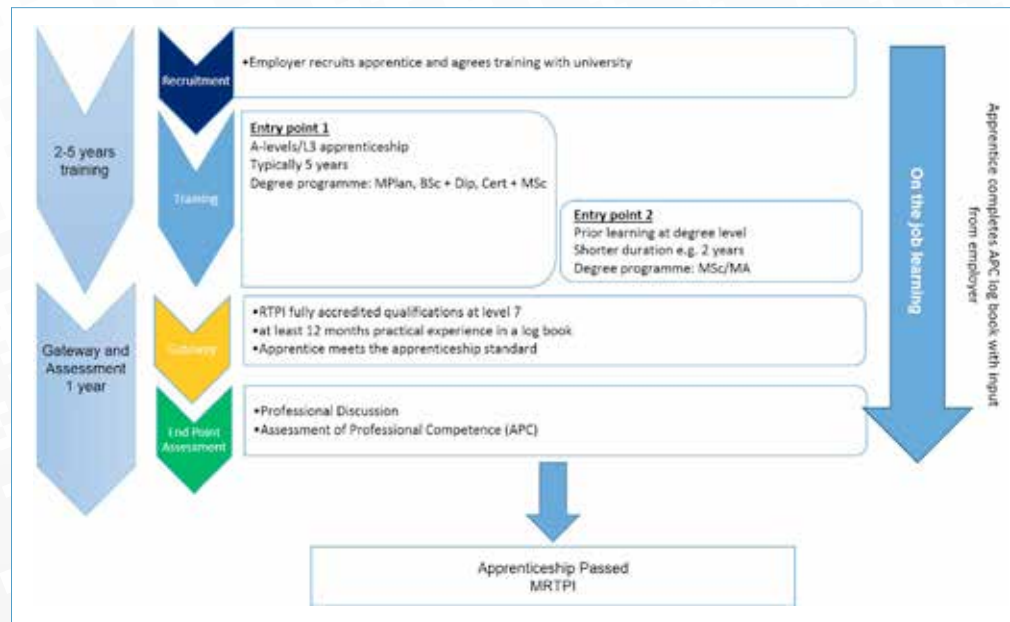 2-5 years
training
Gateway and
Assessment
1 year
Recruitment
•Employer recruits apprentice and agrees training with university
Training
Entry point 1
A-levels/L3 apprenticeship
Typically 5 years
Degree programme: MPlan, BSc + Dip, Cert + MSc
Entry point 2
Prior learning at degree level
Shorter duration e.g. 2 years
Degree programme: MSc/MA
Gateway
•RTPI fully accredited qualifications at level 7
•at least 12 months practical experience in a log book
•Apprentice meets the apprenticeship standard
End Point
Assessment
•Professional Discussion
•Assessment of Professional Competence (APC)
On the job learning
Apprentice completes APC log book with input
from employer
Apprenticeship Passed
MRTPI